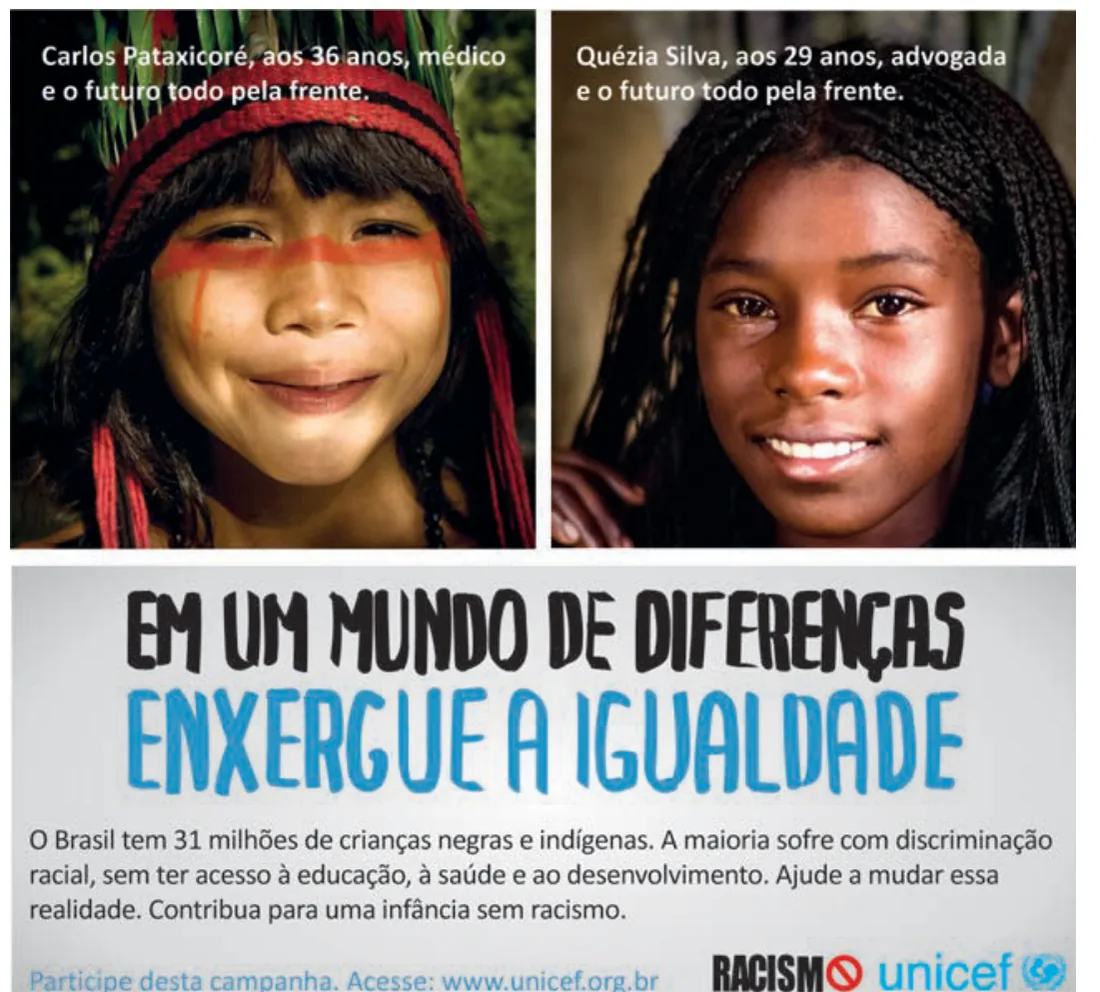 Carlos Pataxicoré, aos 36 anos, médico
e o futuro todo pela frente.
Quézia Silva, aos 29 anos, advogada
e o futuro todo pela frente.
EM UM MUNDO DE DIFERENÇAS
ENXERGUE A IGUALDADE
O Brasil tem 31 milhões de crianças negras e indígenas. A maioria sofre com discriminação
racial, sem ter acesso à educação, à saúde e ao desenvolvimento. Ajude a mudar essa
realidade. Contribua para uma infância sem racismo.
Participe desta campanha. Acesse: www.unicef.org.br
RACISMO unicef